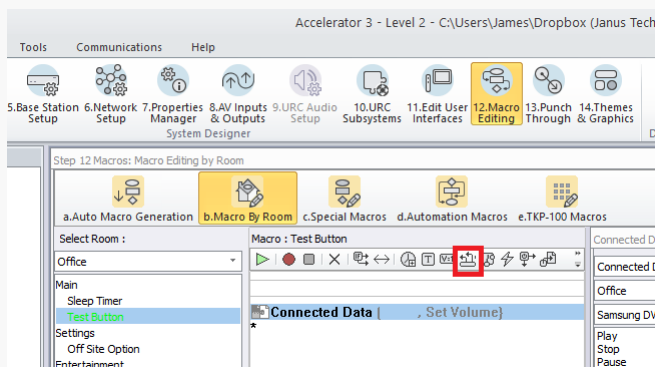 Accelerator 3 - Level 2 - C:\Users\James\Dropbox (Janus Tech
Tools Communications Help
5.Base Station Setup
6.Network Setup
7.Properties Manager
8.AV Inputs & Outputs
9.URC Audio Setup
10.URC Subsystems
11.Edit User Interfaces
12.Macro Editing
13.Punch Through
14.Themes & Graphics
System Designer
Step 12 Macros: Macro Editing by Room
a.Auto Macro Generation b.Macro By Room c.Special Macros d.Automation Macros e.TKP-100 Macros
Select Room :
Office
Main
Sleep Timer
Test Button
Settings
Off Site Option
Entertainment
Macro : Test Button
Connected Data { , Set Volume}
*
Connected D
Connected D
Office
Samsung DV
Play
Stop
Pause